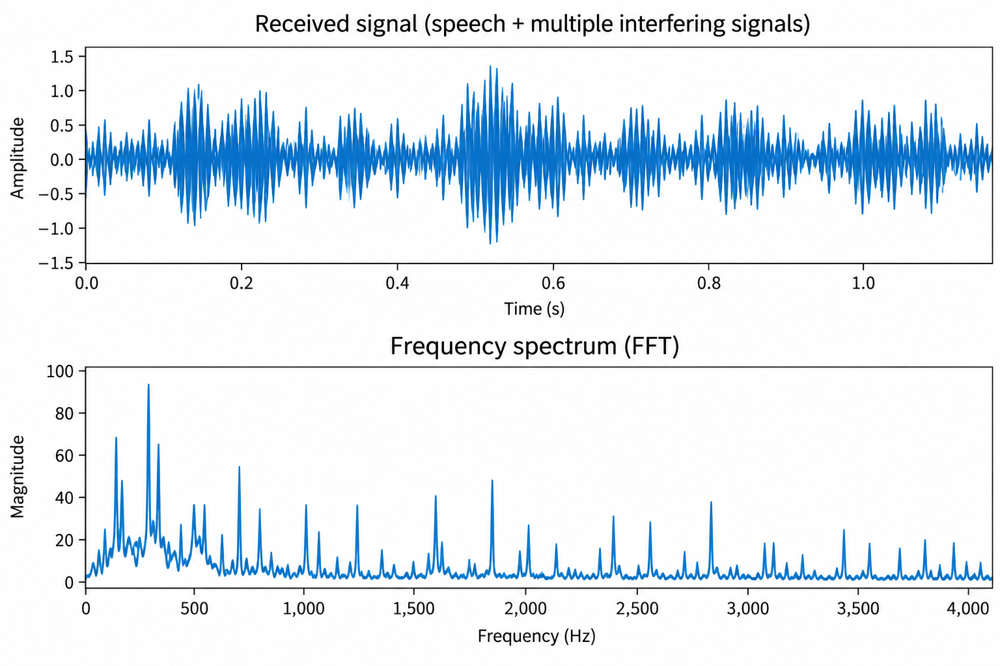 Received signal (speech + multiple interfering signals)
1.5
1.0
0.5
0.0
−0.5
−1.0
−1.5
Amplitude
0.0 0.2 0.4 0.6 0.8 1.0
Time (s)
Frequency spectrum (FFT)
100
80
60
40
20
0
Magnitude
0 500 1,000 1,500 2,000 2,500 3,000 3,500 4,000
Frequency (Hz)